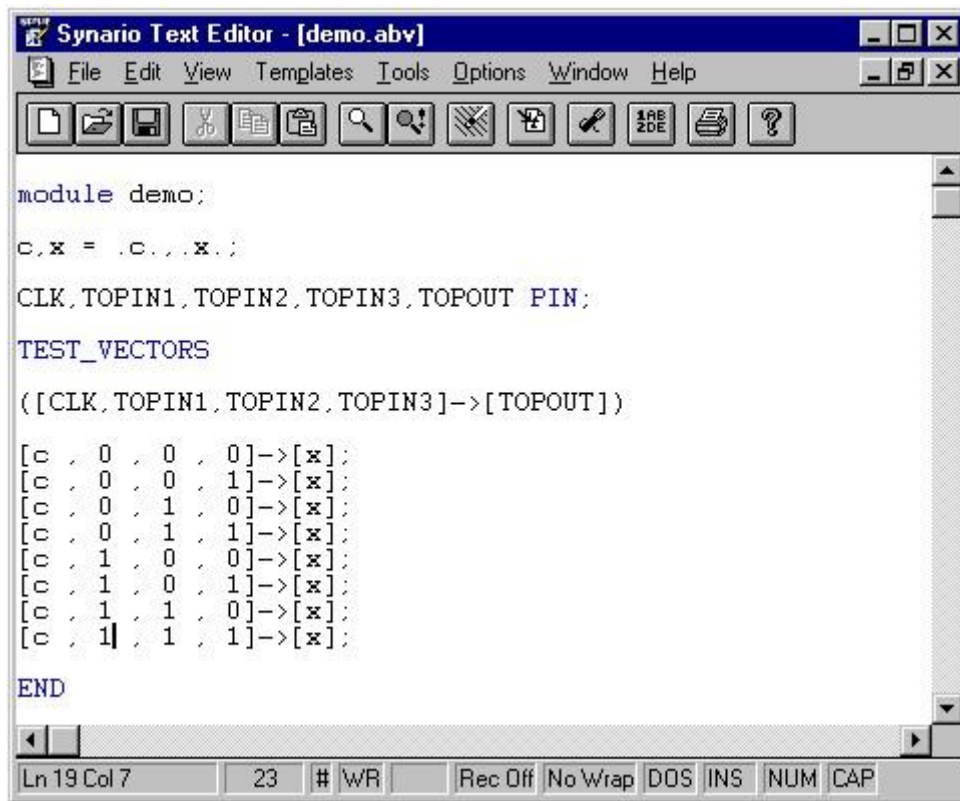 Synario Text Editor - [demo.abv]
File Edit View Templates Tools Options Window Help
module demo;
c,x = .c.,.x.;
CLK,TOPIN1,TOPIN2,TOPIN3,TOPOUT PIN;
TEST_VECTORS
([CLK,TOPIN1,TOPIN2,TOPIN3]->[TOPOUT])
[c , 0 , 0 , 0]->[x];
[c , 0 , 0 , 1]->[x];
[c , 0 , 1 , 0]->[x];
[c , 0 , 1 , 1]->[x];
[c , 1 , 0 , 0]->[x];
[c , 1 , 0 , 1]->[x];
[c , 1 , 1 , 0]->[x];
[c , 1 , 1 , 1]->[x];
END
Ln 19 Col 7 23 # WR Rec Off No Wrap DOS INS NUM CAP